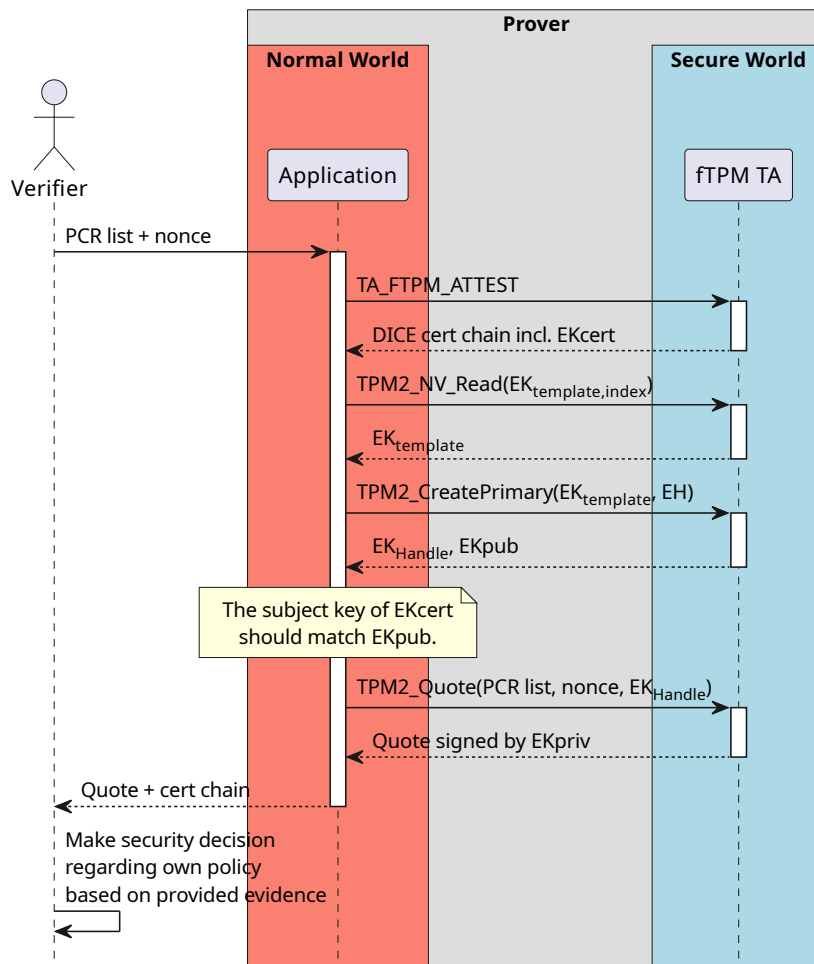 Prover
Normal World
Secure World
Verifier
Application
fTPM TA
PCR list + nonce
TA_FTPM_ATTEST
DICE cert chain incl. EKcert
TPM2_NV_Read(EKtemplate,index)
EKtemplate
TPM2_CreatePrimary(EKtemplate, EH)
EKHandle, EKpub
The subject key of EKcert
should match EKpub.
TPM2_Quote(PCR list, nonce, EKHandle)
Quote signed by EKpriv
Quote + cert chain
Make security decision
regarding own policy
based on provided evidence